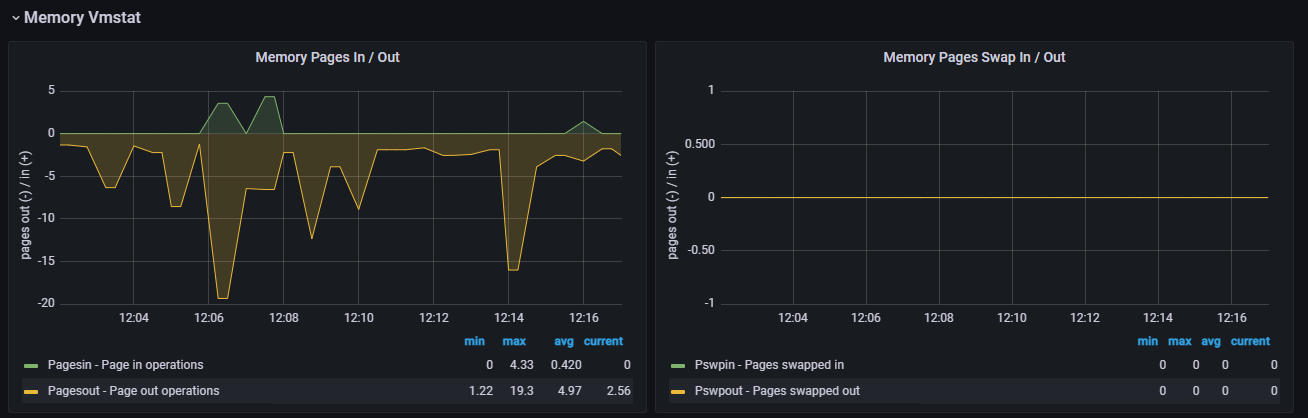 Memory Vmstat
Memory Pages In / Out
pages out (-) / in (+)
5
0
-5
-10
-15
-20
12:04 12:06 12:08 12:10 12:12 12:14 12:16
min max avg current
Pagesin - Page in operations 0 4.33 0.420 0
Pagesout - Page out operations 1.22 19.3 4.97 2.56
Memory Pages Swap In / Out
pages out (-) / in (+)
1
0.500
0
-0.50
-1
12:04 12:06 12:08 12:10 12:12 12:14 12:16
min max avg current
Pswpin - Pages swapped in 0 0 0 0
Pswpout - Pages swapped out 0 0 0 0